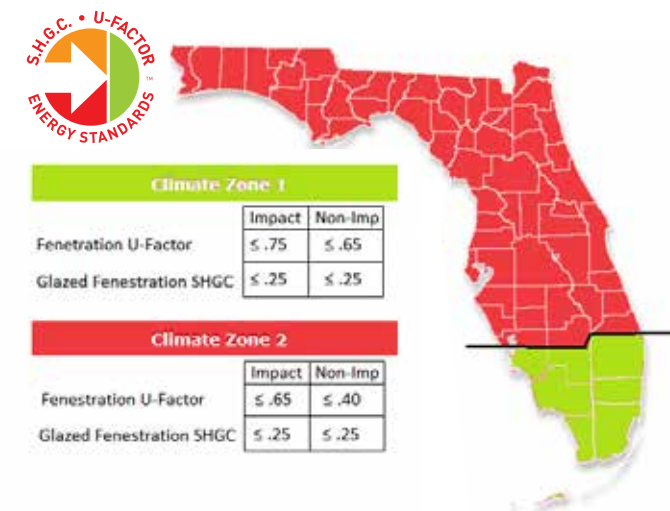 S.H.G.C. • U-FACTOR
ENERGY STANDARDS
TM
Climate Zone 1
Impact Non-Imp
Fenetration U-Factor ≤ .75 ≤ .65
Glazed Fenestration SHGC ≤ .25 ≤ .25
Climate Zone 2
Impact Non-Imp
Fenestration U-Factor ≤ .65 ≤ .40
Glazed Fenestration SHGC ≤ .25 ≤ .25